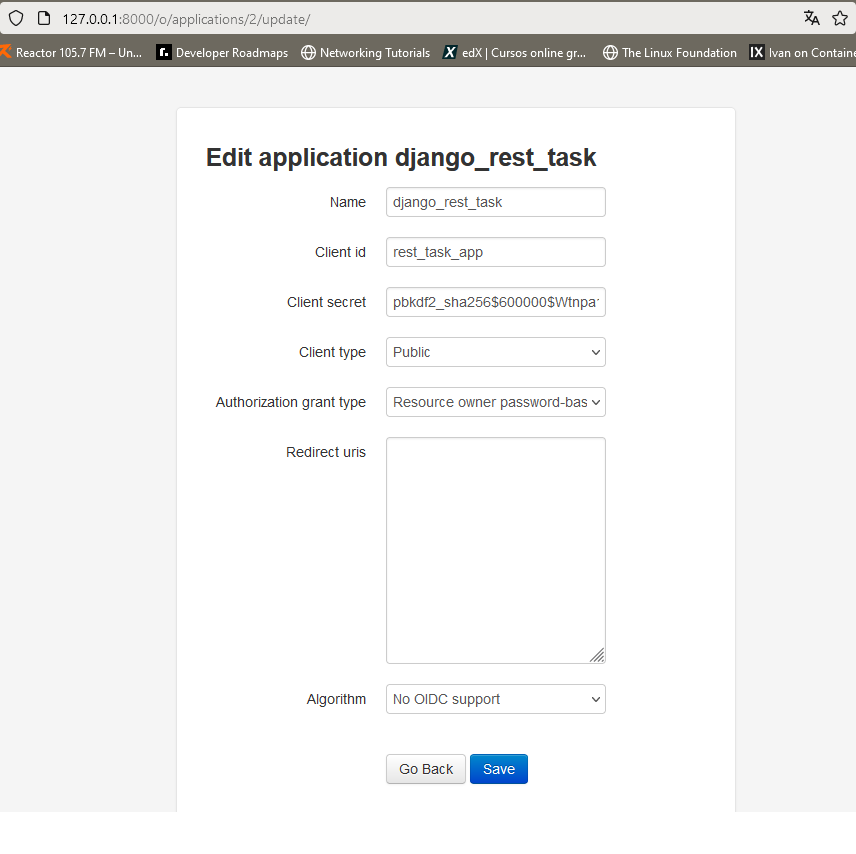 127.0.0.1:8000/o/applications/2/update/
Reactor 105.7 FM – Un... Developer Roadmaps Networking Tutorials edX | Cursos online gr... The Linux Foundation Ivan on Containe
Edit application django_rest_task
Name django_rest_task
Client id rest_task_app
Client secret pbkdf2_sha256$600000$Wtnpa
Client type Public
Authorization grant type Resource owner password-bas
Redirect uris
Algorithm No OIDC support
Go Back Save